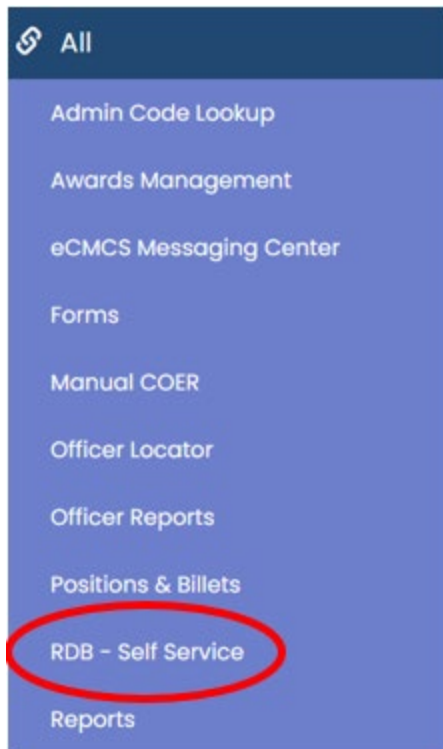 All
Admin Code Lookup
Awards Management
eCMCS Messaging Center
Forms
Manual COER
Officer Locator
Officer Reports
Positions & Billets
RDB - Self Service
Reports